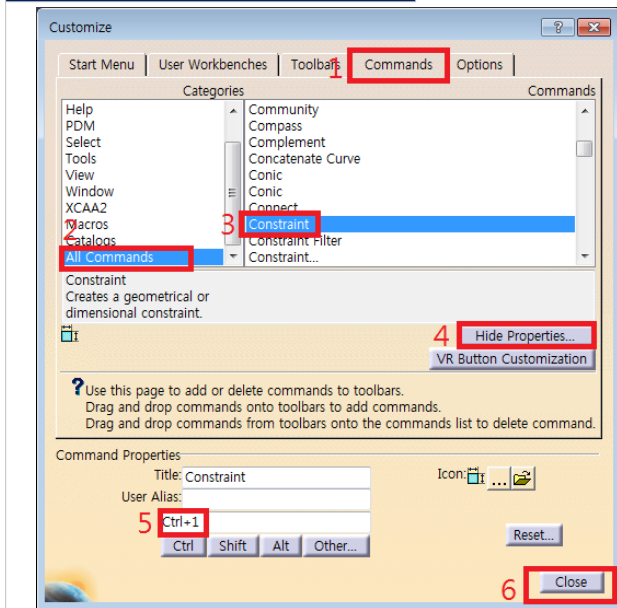 Customize
Start Menu User Workbenches Toolbars 1 Commands Options
Categories Commands
Help
PDM
Select
Tools
View
Window
XCAA2
Macros
2
Catalogs
All Commands
Community
Compass
Complement
Concatenate Curve
Conic
Conic
Connect
3 Constraint
Constraint Filter
Constraint...
Constraint
Creates a geometrical or
dimensional constraint.
4 Hide Properties...
VR Button Customization
? Use this page to add or delete commands to toolbars.
Drag and drop commands onto toolbars to add commands.
Drag and drop commands from toolbars onto the commands list to delete command.
Command Properties
Title: Constraint Icon: ...
User Alias:
5 Ctrl+1
Ctrl Shift Alt Other... Reset...
6 Close